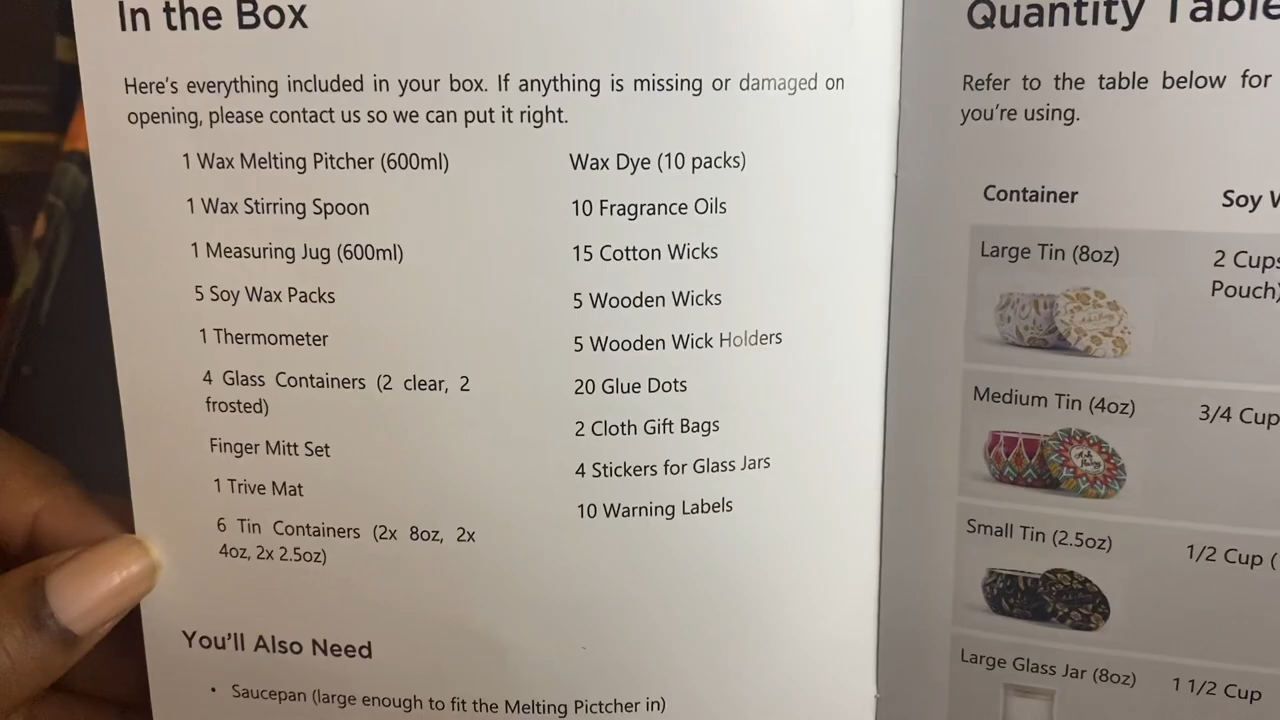 In the Box
Here's everything included in your box. If anything is missing or damaged on
opening, please contact us so we can put it right.
1 Wax Melting Pitcher (600ml)
1 Wax Stirring Spoon
1 Measuring Jug (600ml)
5 Soy Wax Packs
1 Thermometer
4 Glass Containers (2 clear, 2
frosted)
Finger Mitt Set
1 Trive Mat
6 Tin Containers (2x 8oz, 2x
4oz, 2x 2.5oz)
Wax Dye (10 packs)
10 Fragrance Oils
15 Cotton Wicks
5 Wooden Wicks
5 Wooden Wick Holders
20 Glue Dots
2 Cloth Gift Bags
4 Stickers for Glass Jars
10 Warning Labels
You'll Also Need
• Saucepan (large enough to fit the Melting Pictcher in)
Quantity Table
Refer to the table below for
you're using.
Container
Soy
Large Tin (8oz)
2 Cups
Pouch)
Medium Tin (4oz)
3/4 Cup
Small Tin (2.5oz)
1/2 Cup (
Large Glass Jar (8oz)
1 1/2 Cup